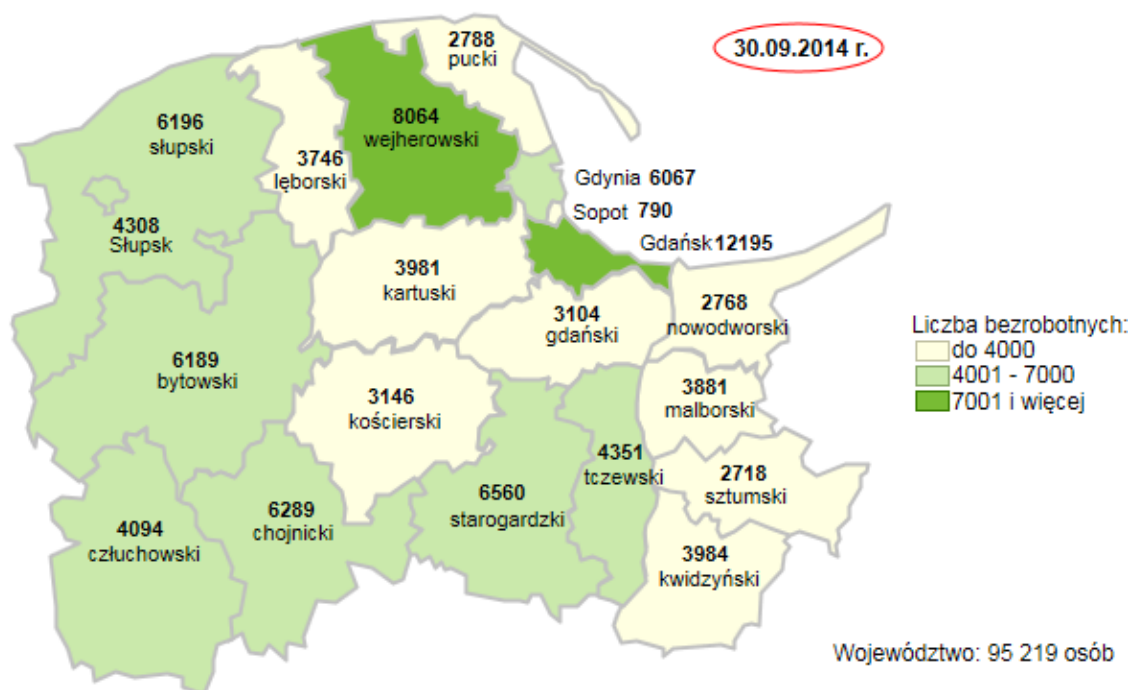 2788
pucki
30.09.2014 r.
6196
słupski
8064
wejherowski
3746
lęborski
Gdynia 6067
Sopot 790
Gdańsk 12195
4308
Słupsk
3981
kartuski
3104
gdański
2768
nowodworski
Liczba bezrobotnych:
do 4000
4001 - 7000
7001 i więcej
6189
bytowski
3146
kościerski
3881
malborski
4351
tczewski
2718
sztumski
6560
starogardzki
6289
chojnicki
4094
człuchowski
3984
kwidzyński
Województwo: 95 219 osób